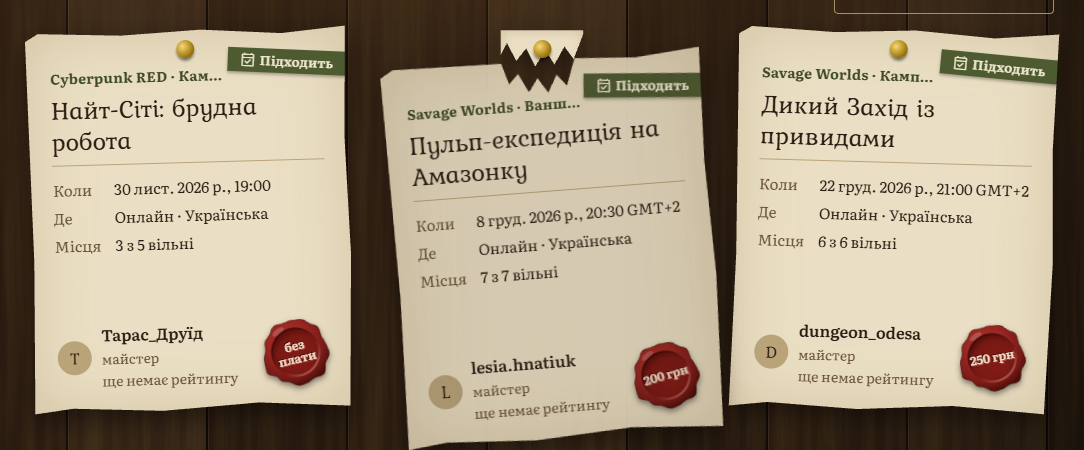 Підходить
Cyberpunk RED · Кам...
Найт-Сіті: брудна
робота
Коли 30 лист. 2026 р., 19:00
Де Онлайн · Українська
Місця 3 з 5 вільні
Т
Тарас_Друїд
майстер
ще немає рейтингу
без
плати
Підходить
Savage Worlds · Ванш...
Пульп-експедиція на
Амазонку
Коли 8 груд. 2026 р., 20:30 GMT+2
Де Онлайн · Українська
Місця 7 з 7 вільні
L
lesia.hnatiuk
майстер
ще немає рейтингу
200 грн
Підходить
Savage Worlds · Камп...
Дикий Захід із
привидами
Коли 22 груд. 2026 р., 21:00 GMT+2
Де Онлайн · Українська
Місця 6 з 6 вільні
D
dungeon_odesa
майстер
ще немає рейтингу
250 грн